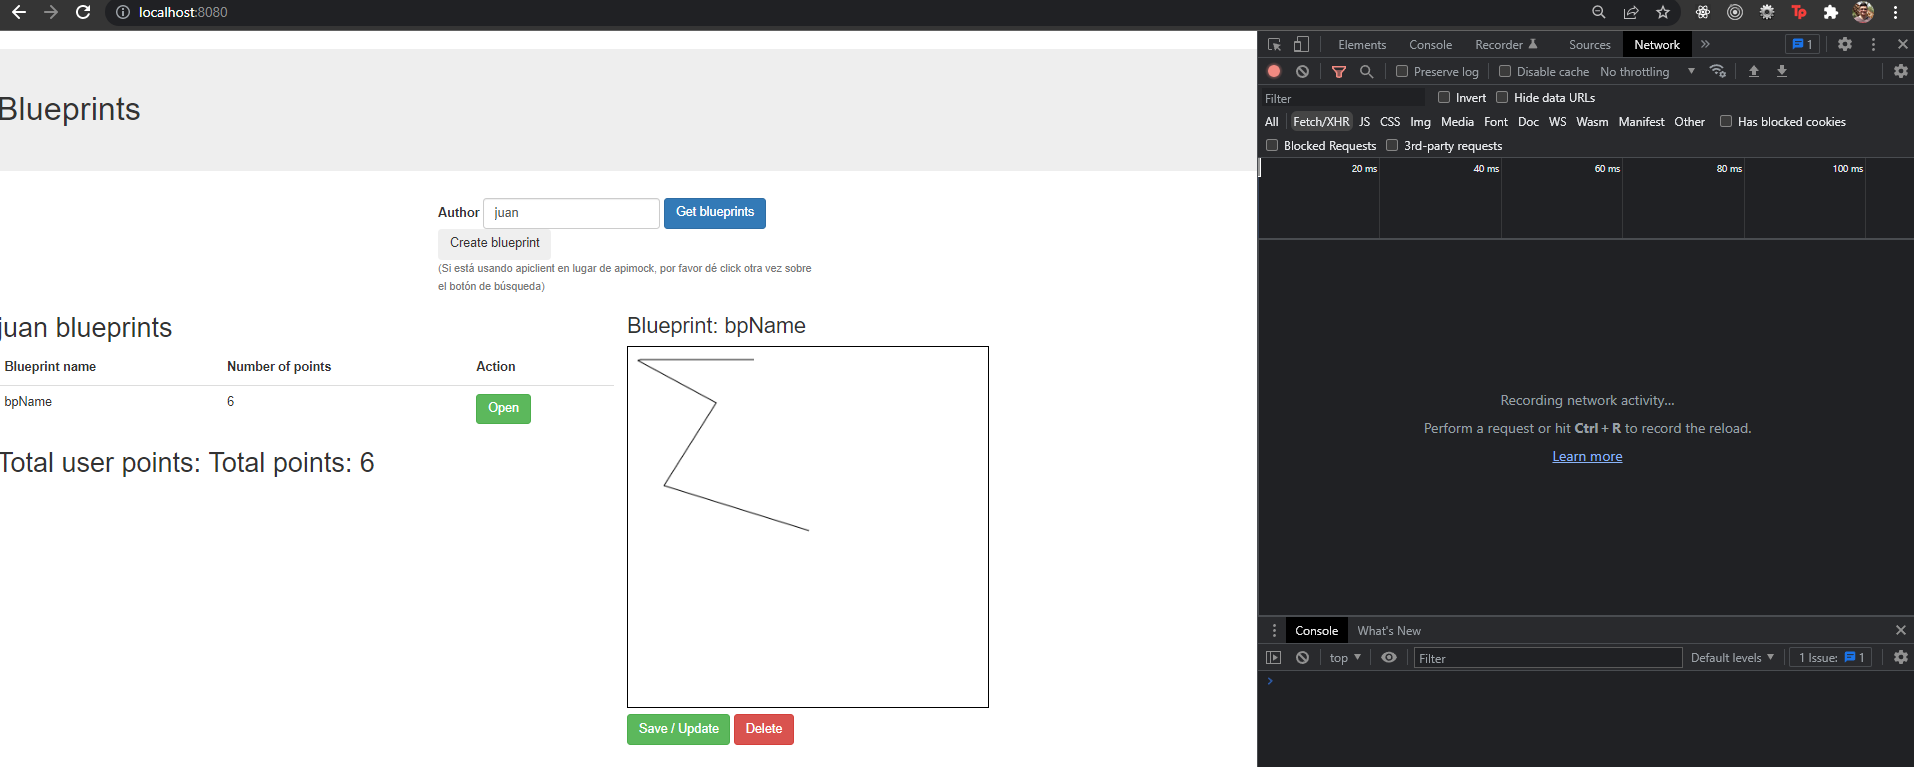 localhost:8080
Blueprints
Author juan Get blueprints
Create blueprint
(Si está usando apiclient en lugar de apimock, por favor dé click otra vez sobre
el botón de búsqueda)
juan blueprints
Blueprint name Number of points Action
bpName 6 Open
Total user points: Total points: 6
Blueprint: bpName
Save / Update Delete
Elements Console Recorder Sources Network » 1
Preserve log Disable cache No throttling
Filter Invert Hide data URLs
All Fetch/XHR JS CSS Img Media Font Doc WS Wasm Manifest Other Has blocked cookies
Blocked Requests 3rd-party requests
20 ms 40 ms 60 ms 80 ms 100 ms
Recording network activity...
Perform a request or hit Ctrl + R to record the reload.
Learn more
Console What's New
top Filter Default levels 1 Issue: 1